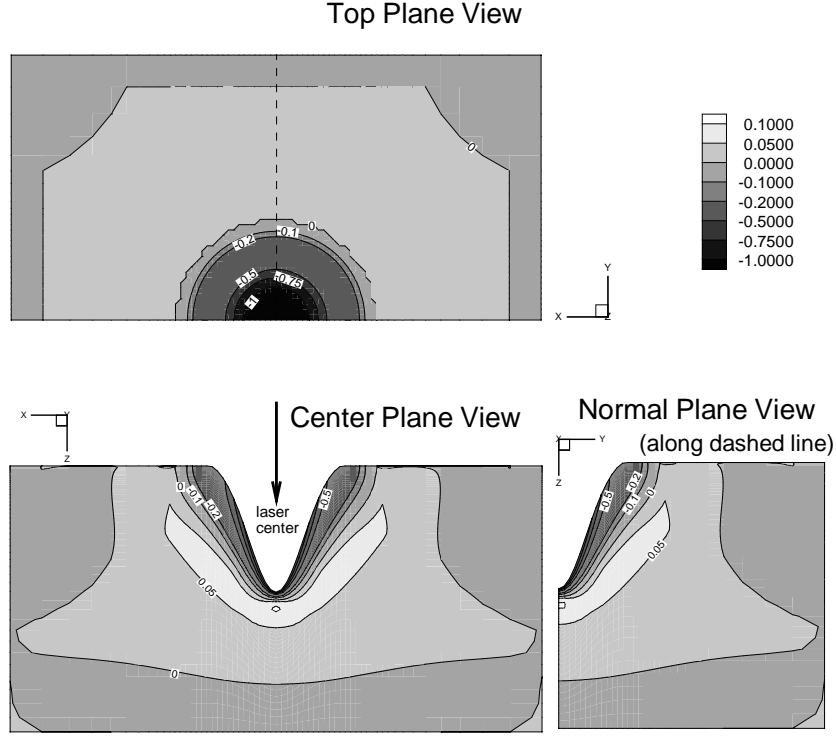 Top Plane View
0
0
-0.1
-0.2
-0.5
-0.75
-1
0.1000
0.0500
0.0000
-0.1000
-0.2000
-0.5000
-0.7500
-1.0000
Y
X
Z
X
Y
Z
Center Plane View
laser
center
0
-0.1
-0.2
-0.5
0.05
0
Normal Plane View
(along dashed line)
X
Y
Z
-0.5
-0.2
-0.1
0
0.05